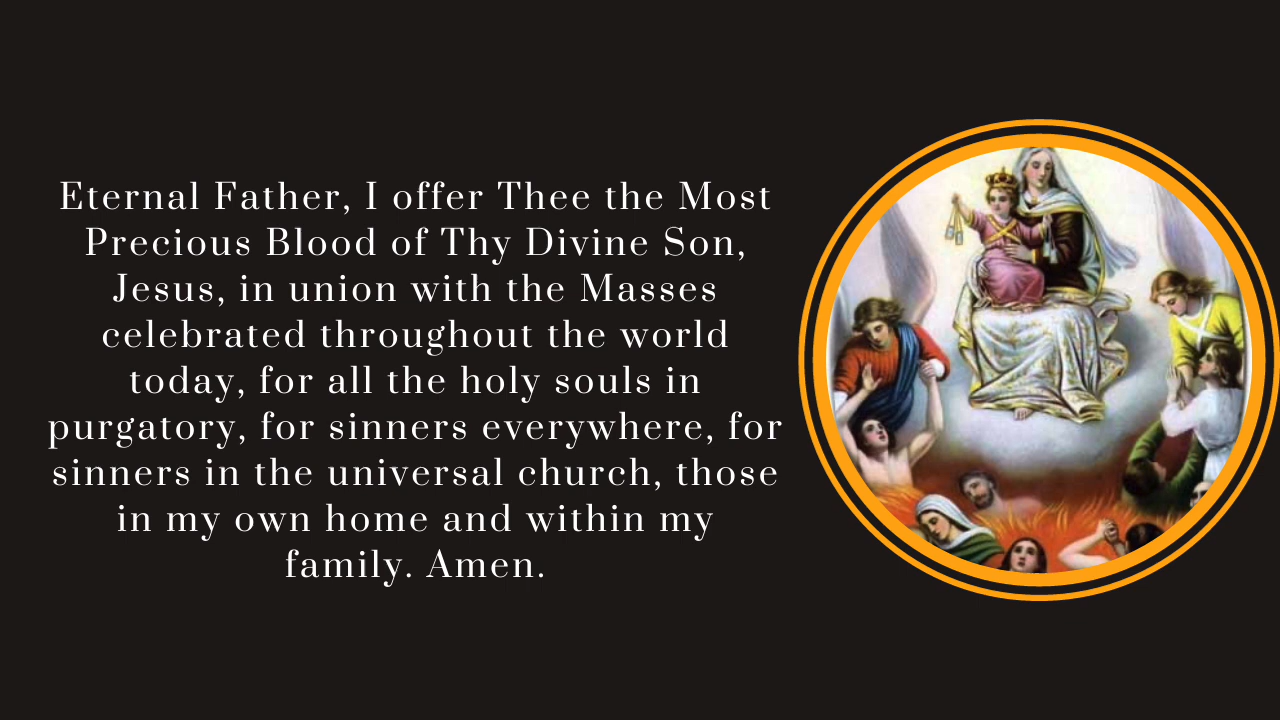 Eternal Father, I offer Thee the Most
Precious Blood of Thy Divine Son,
Jesus, in union with the Masses
celebrated throughout the world
today, for all the holy souls in
purgatory, for sinners everywhere, for
sinners in the universal church, those
in my own home and within my
family. Amen.